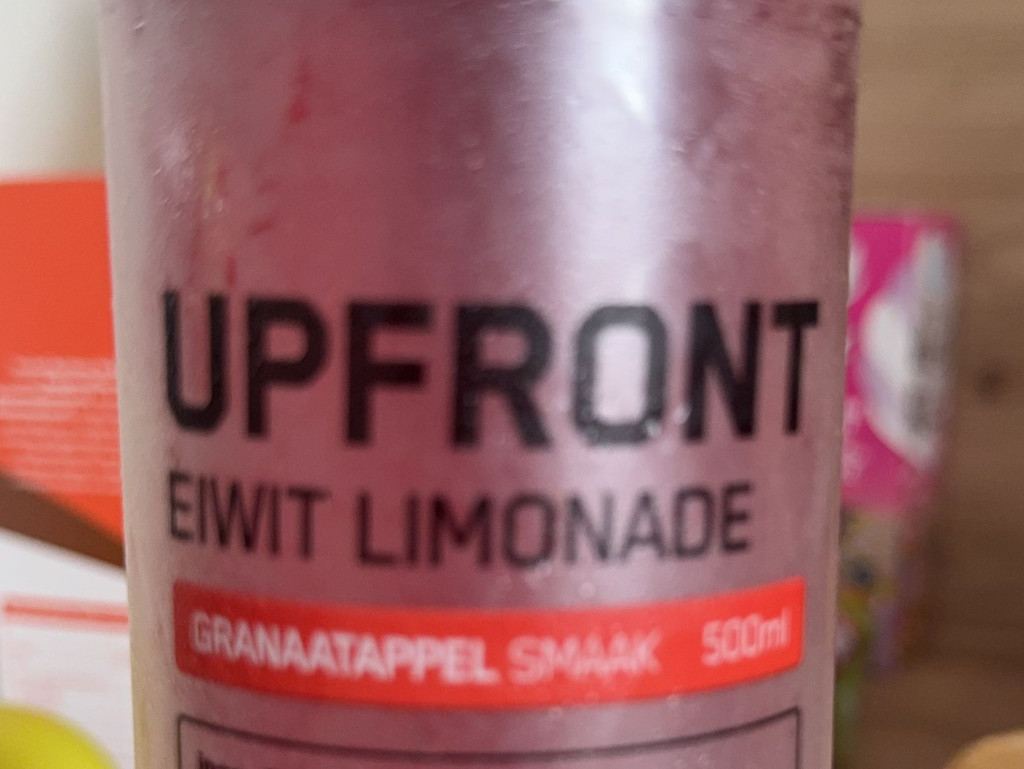 UPFRONT
EIWIT LIMONADE
GRANAATAPPEL SMAAK 500ml